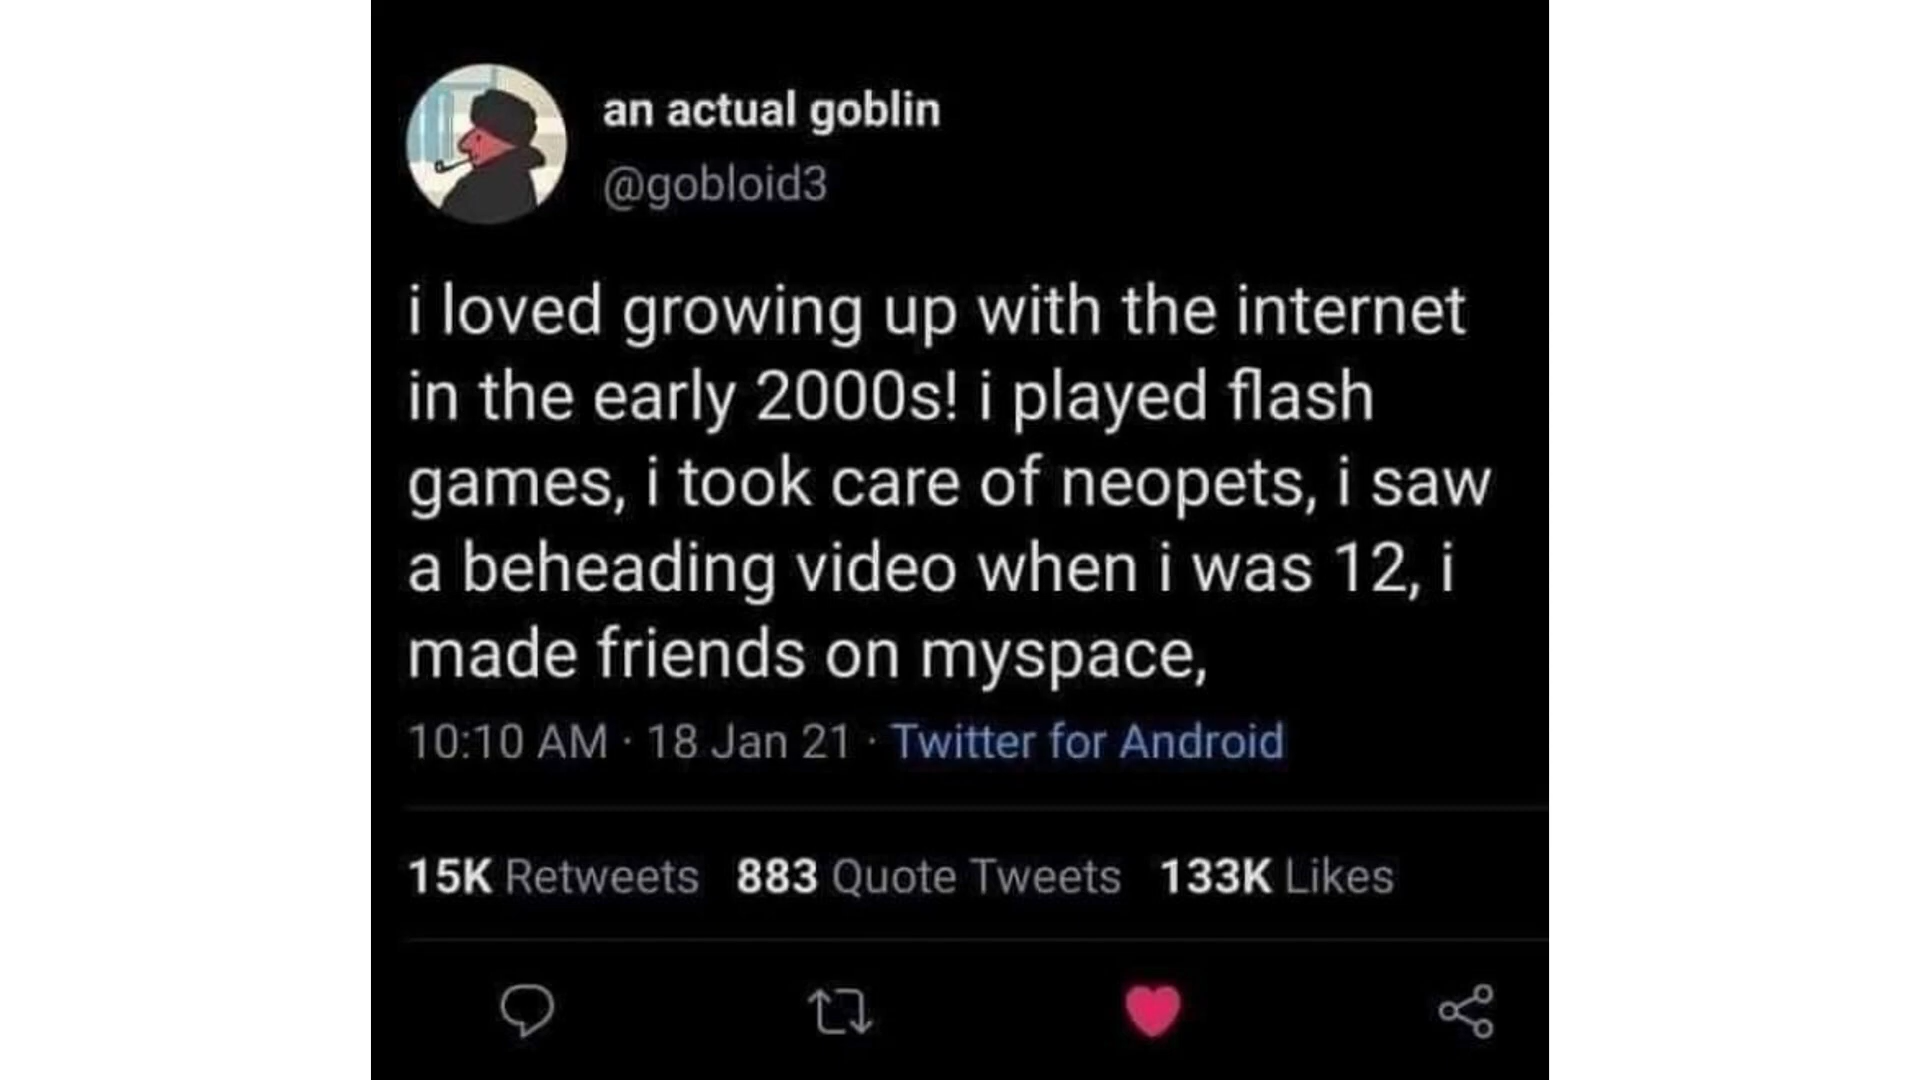 an actual goblin
@gobloid3
i loved growing up with the internet
in the early 2000s! i played flash
games, i took care of neopets, i saw
a beheading video when i was 12, i
made friends on myspace,
10:10 AM · 18 Jan 21 · Twitter for Android
15K Retweets 883 Quote Tweets 133K Likes